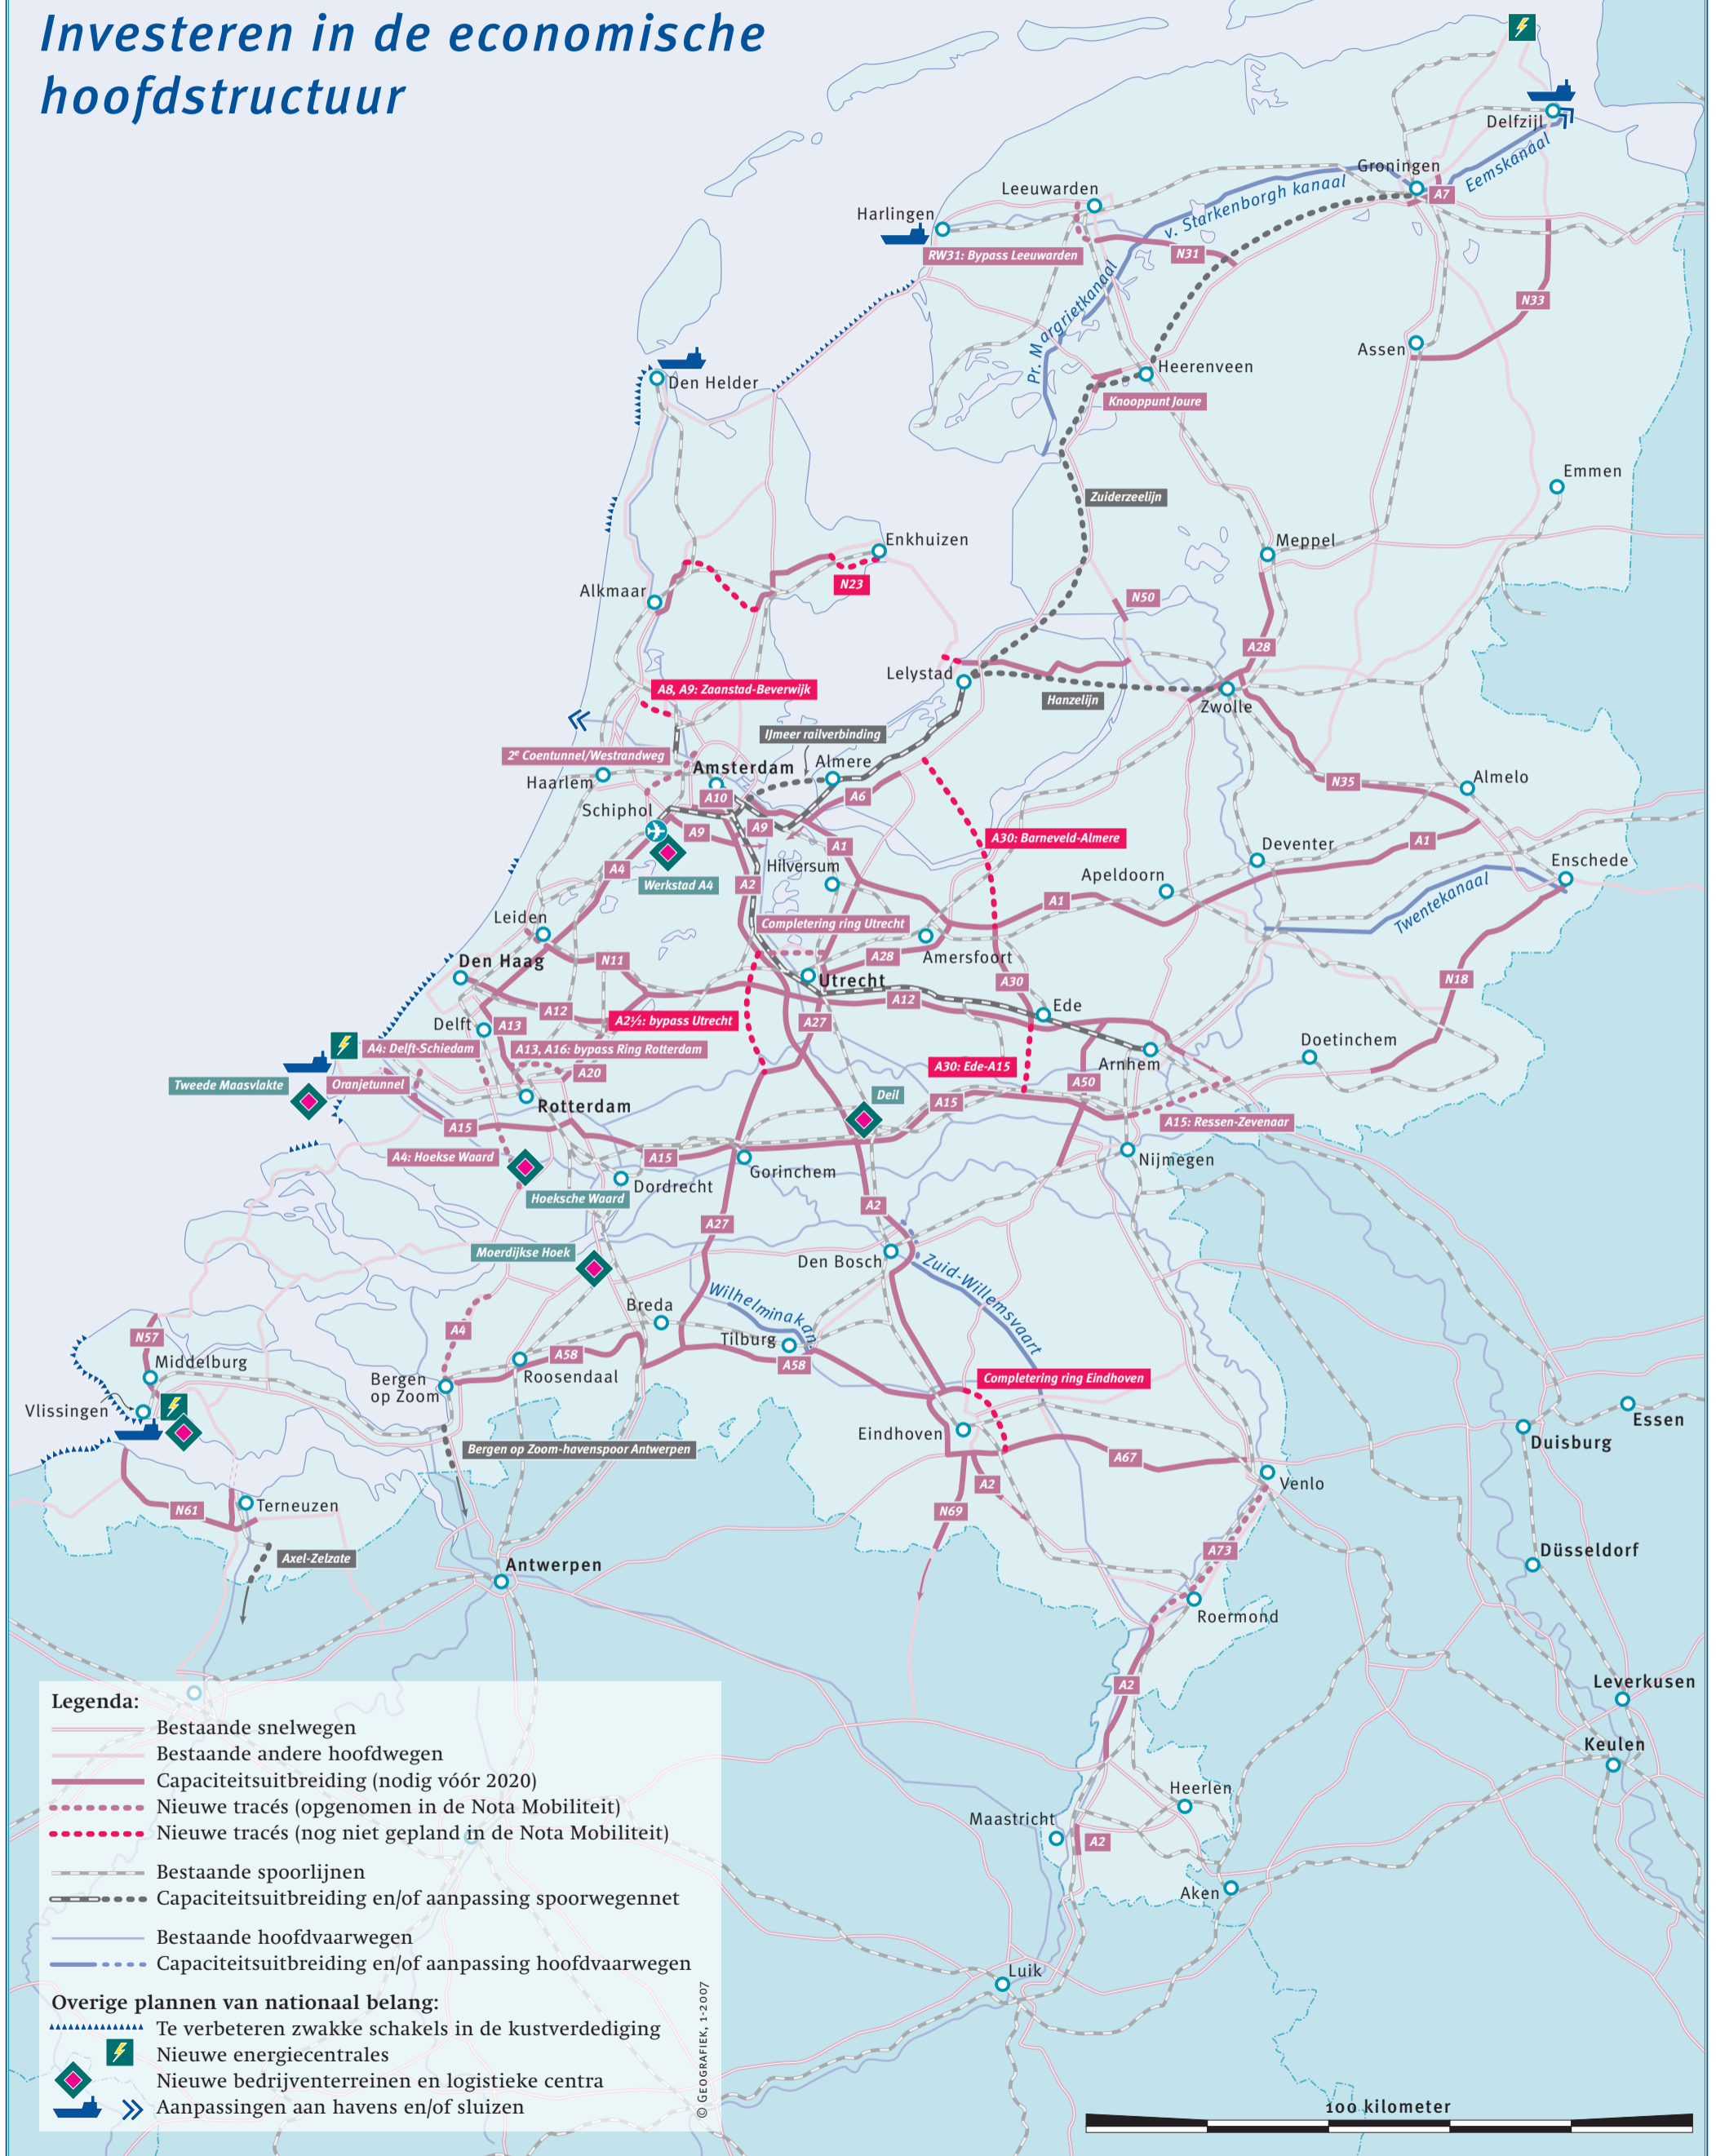 Investeren in de economische
hoofdstructuur
Delfzijl
Eemskanaal
Groningen
A7
Leeuwarden
v. Starkenborgh kanaal
Harlingen
RW31: Bypass Leeuwarden
N31
Pr. Margrietkanaal
N33
Assen
Den Helder
Heerenveen
Knooppunt Joure
Emmen
Zuiderzeelijn
Enkhuizen
Meppel
N23
Alkmaar
N50
A28
Lelystad
A8, A9: Zaanstad-Beverwijk
Hanzelijn
Zwolle
IJmeer railverbinding
2e Coentunnel/Westrandweg
Amsterdam
Almere
Haarlem
N35
Almelo
A10
A6
Schiphol
A9
A9
A30: Barneveld-Almere
A1
A1
Deventer
Enschede
A4
Hilversum
Werkstad A4
A2
Apeldoorn
A1
Twentekanaal
Leiden
Completering ring Utrecht
Amersfoort
Den Haag
N11
A28
Utrecht
A30
N18
A12
A12
Ede
Delft
A13
A2½: bypass Utrecht
A27
A4: Delft-Schiedam
A13, A16: bypass Ring Rotterdam
Doetinchem
Arnhem
A30: Ede-A15
A20
Tweede Maasvlakte
Oranjetunnel
A50
Deil
Rotterdam
A15
A15
A15: Ressen-Zevenaar
A4: Hoekse Waard
A15
Nijmegen
Gorinchem
Dordrecht
Hoeksche Waard
A2
A27
Moerdijkse Hoek
Den Bosch
Zuid-Willemsvaart
Wilhelminakan.
Breda
N57
A4
Tilburg
A58
A58
Middelburg
Roosendaal
Bergen
op Zoom
Completering ring Eindhoven
Vlissingen
Essen
Eindhoven
Duisburg
Bergen op Zoom-havenspoor Antwerpen
A67
A2
Venlo
N61
Terneuzen
N69
A73
Axel-Zelzate
Antwerpen
Düsseldorf
Roermond
A2
Leverkusen
Keulen
Heerlen
Maastricht
A2
Aken
Luik
Legenda:
Bestaande snelwegen
Bestaande andere hoofdwegen
Capaciteitsuitbreiding (nodig vóór 2020)
Nieuwe tracés (opgenomen in de Nota Mobiliteit)
Nieuwe tracés (nog niet gepland in de Nota Mobiliteit)
Bestaande spoorlijnen
Capaciteitsuitbreiding en/of aanpassing spoorwegennet
Bestaande hoofdvaarwegen
Capaciteitsuitbreiding en/of aanpassing hoofdvaarwegen
Overige plannen van nationaal belang:
Te verbeteren zwakke schakels in de kustverdediging
Nieuwe energiecentrales
Nieuwe bedrijventerreinen en logistieke centra
Aanpassingen aan havens en/of sluizen
© GEOGRAFIEK, 1-2007
100 kilometer